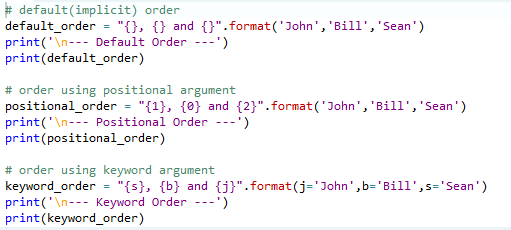 # default(implicit) order
default_order = "{}, {} and {}".format('John','Bill','Sean')
print('\n--- Default Order ---')
print(default_order)

# order using positional argument
positional_order = "{1}, {0} and {2}".format('John','Bill','Sean')
print('\n--- Positional Order ---')
print(positional_order)

# order using keyword argument
keyword_order = "{s}, {b} and {j}".format(j='John',b='Bill',s='Sean')
print('\n--- Keyword Order ---')
print(keyword_order)